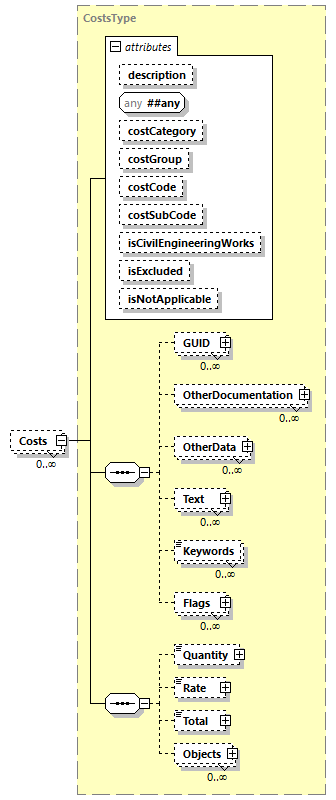 CostsType
attributes
description
any ##any
costCategory
costGroup
costCode
costSubCode
isCivilEngineeringWorks
isExcluded
isNotApplicable
GUID
0..∞
OtherDocumentation
0..∞
OtherData
0..∞
Costs
0..∞
Text
0..∞
Keywords
0..∞
Flags
0..∞
Quantity
Rate
Total
Objects
0..∞